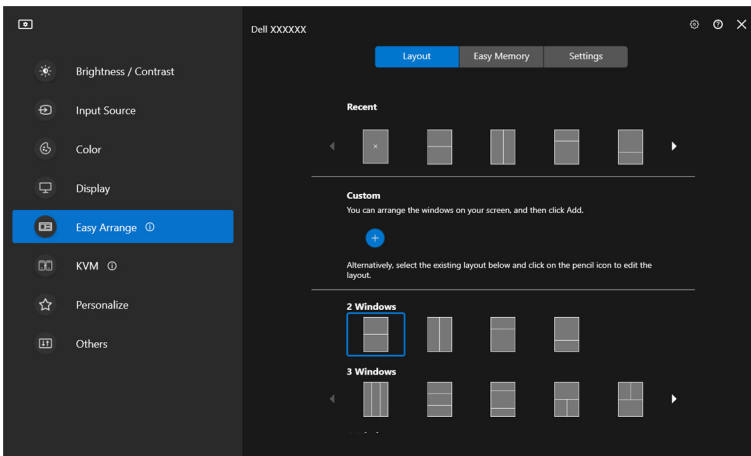 Dell XXXXXX
Brightness / Contrast
Input Source
Color
Display
Easy Arrange
KVM
Personalize
Others
Layout Easy Memory Settings
Recent
Custom
You can arrange the windows on your screen, and then click Add.
Alternatively, select the existing layout below and click on the pencil icon to edit the
layout.
2 Windows
3 Windows